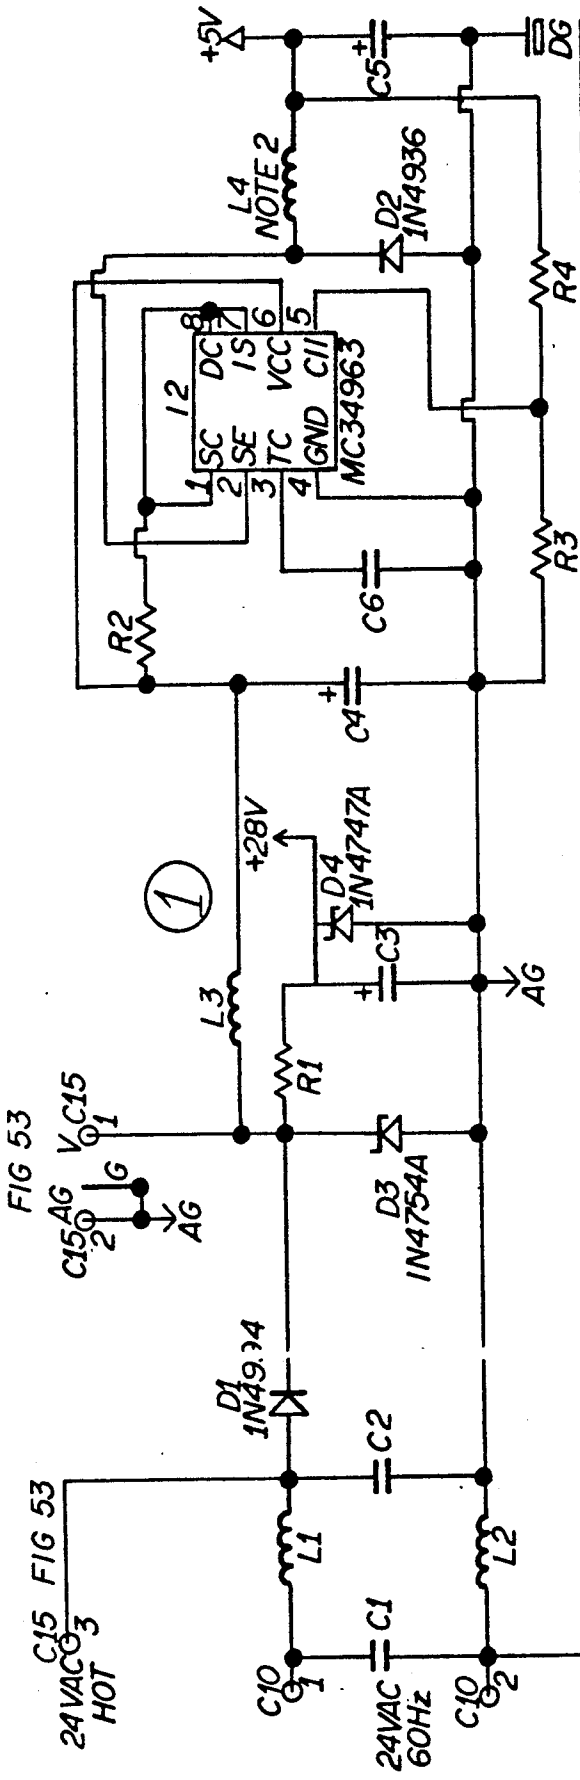 FIG 53
C15
3
24VAC
HOT
C10
1
24VAC
60Hz
C10
2
C1
L1
L2
C2
D1
FIG 53
C15
2
AG
G
AG
V
C15
1
D3
1N4754A
L3
R1
1
+28V
D4
1N4747A
+
C3
AG
R2
+
C4
C6
R3
R4
12
1
SC
2
SE
3
TC
4
GND
8
DC
7
IS
6
VCC
5
CII
MC34963
L4
NOTE 2
D2
1N4936
+5V
+
C5
DG